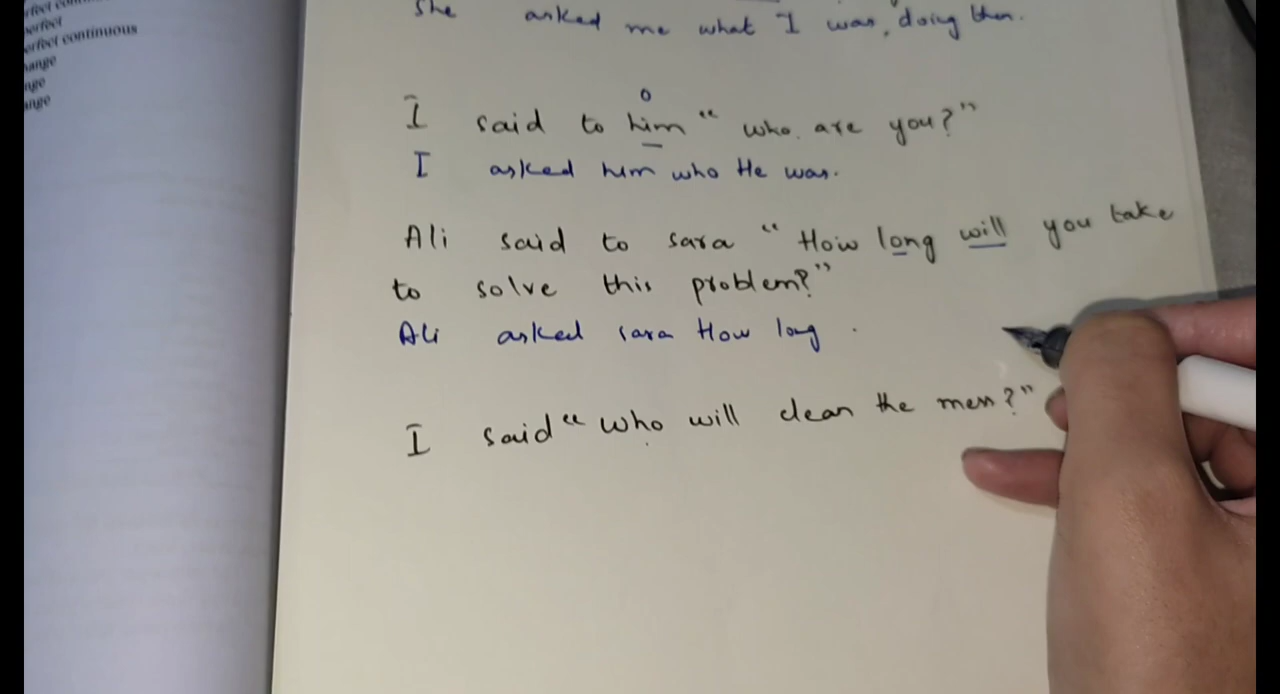 perfect
perfect continuous
She asked me what I was doing then.
o
I said to him “ who are you?”
I asked him who He was.
Ali said to sara “ How long will you take
to solve this problem?”
Ali asked sara How long .
I said “ who will clean the mess?”